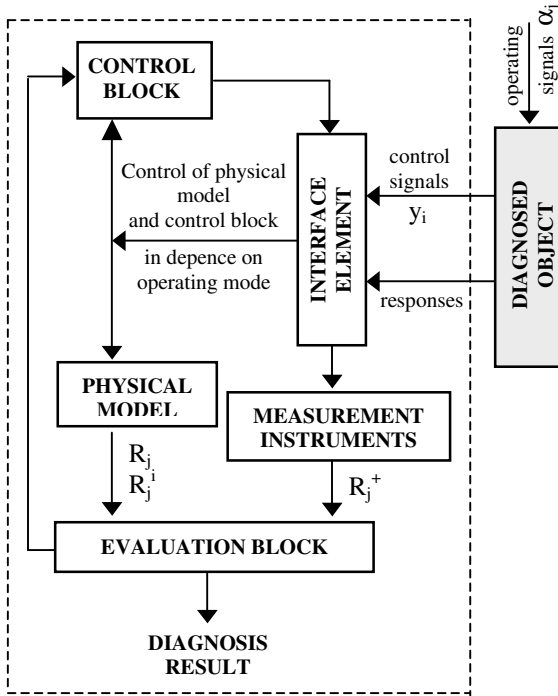 CONTROL
BLOCK
operating
signals αi
Control of physical
model
and control block
in depence on
operating mode
INTERFACE
ELEMENT
control
signals
yi
responses
DIAGNOSED
OBJECT
PHYSICAL
MODEL
MEASUREMENT
INSTRUMENTS
Rj
Rj^i
Rj^+
EVALUATION BLOCK
DIAGNOSIS
RESULT